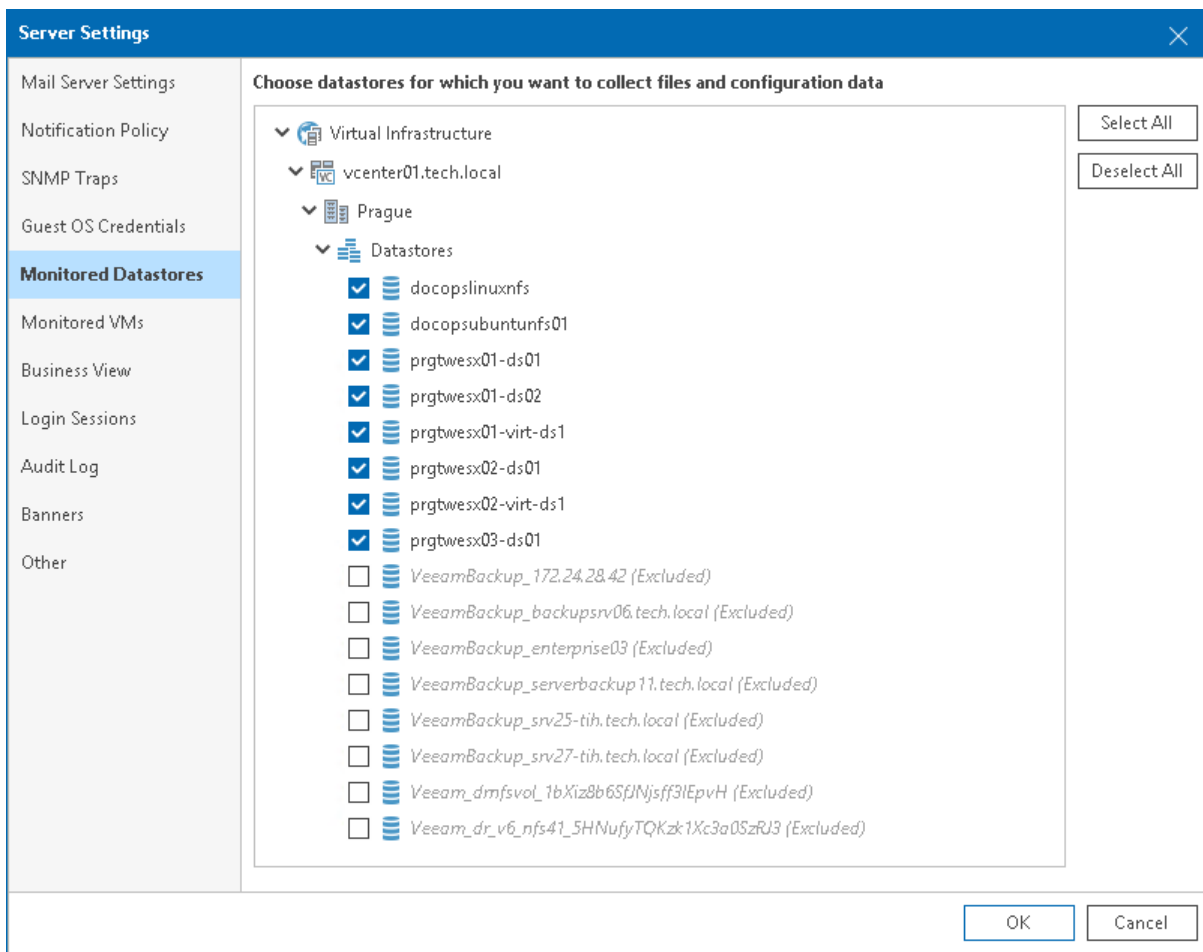 Server Settings
Mail Server Settings
Notification Policy
SNMP Traps
Guest OS Credentials
Monitored Datastores
Monitored VMs
Business View
Login Sessions
Audit Log
Banners
Other
Choose datastores for which you want to collect files and configuration data
Virtual Infrastructure
VC
vcenter01.tech.local
Prague
Datastores
docopslinuxnfs
docopsubuntunfs01
prgtwesx01-ds01
prgtwesx01-ds02
prgtwesx01-virt-ds1
prgtwesx02-ds01
prgtwesx02-virt-ds1
prgtwesx03-ds01
VeeamBackup_172.24.28.42 (Excluded)
VeeamBackup_backupsrv06.tech.local (Excluded)
VeeamBackup_enterprise03 (Excluded)
VeeamBackup_serverbackup11.tech.local (Excluded)
VeeamBackup_srv25-tih.tech.local (Excluded)
VeeamBackup_srv27-tih.tech.local (Excluded)
(Excluded)
(Excluded)
Select All
Deselect All
OK
Cancel